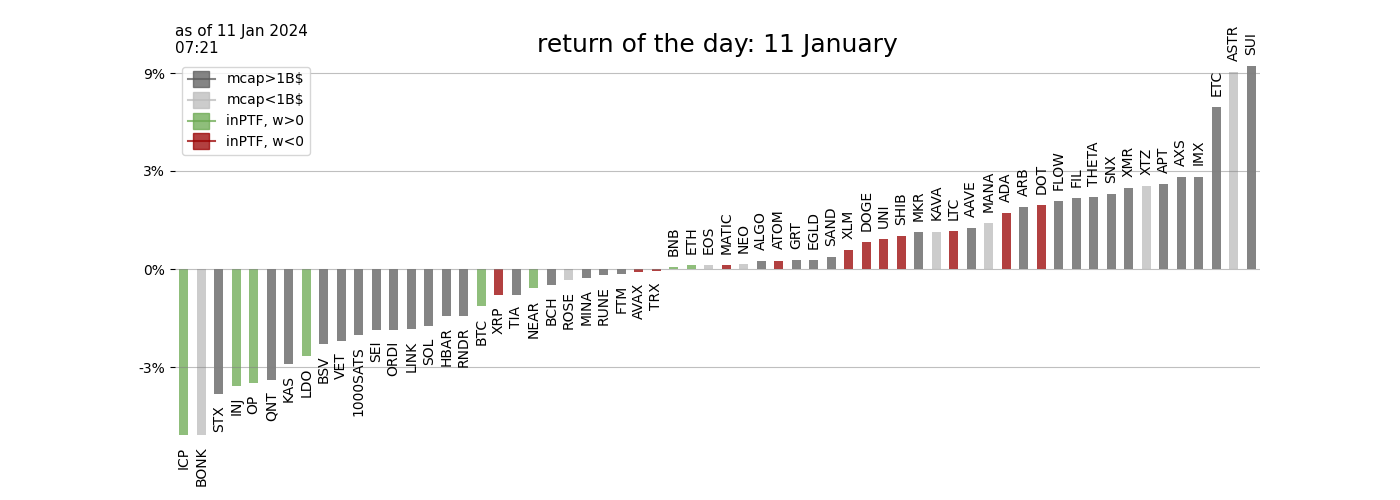 as of 11 Jan 2024
07:21
return of the day: 11 January
mcap>1B$
mcap<1B$
inPTF, w>0
inPTF, w<0
9%
3%
0%
-3%
ICP
BONK
STX
INJ
OP
QNT
KAS
LDO
BSV
VET
1000SATS
SEI
ORDI
LINK
SOL
HBAR
RNDR
BTC
XRP
TIA
NEAR
BCH
ROSE
MINA
RUNE
FTM
AVAX
TRX
BNB
ETH
EOS
MATIC
NEO
ALGO
ATOM
GRT
EGLD
SAND
XLM
DOGE
UNI
SHIB
MKR
KAVA
LTC
AAVE
MANA
ADA
ARB
DOT
FLOW
FIL
THETA
SNX
XMR
XTZ
APT
AXS
IMX
ETC
ASTR
SUI